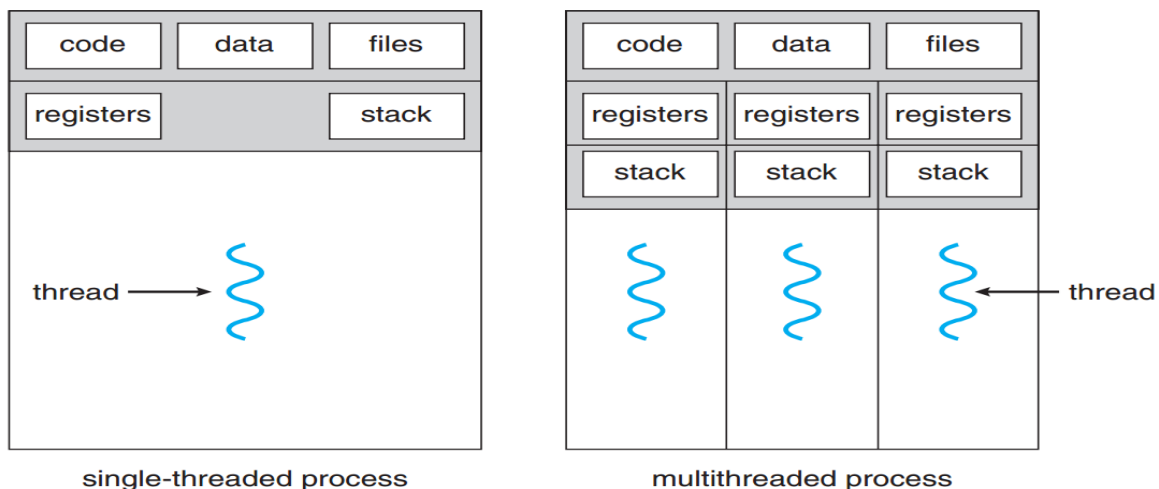 code data files
registers stack
thread
single-threaded process
code data files
registers registers registers
stack stack stack
thread
multithreaded process